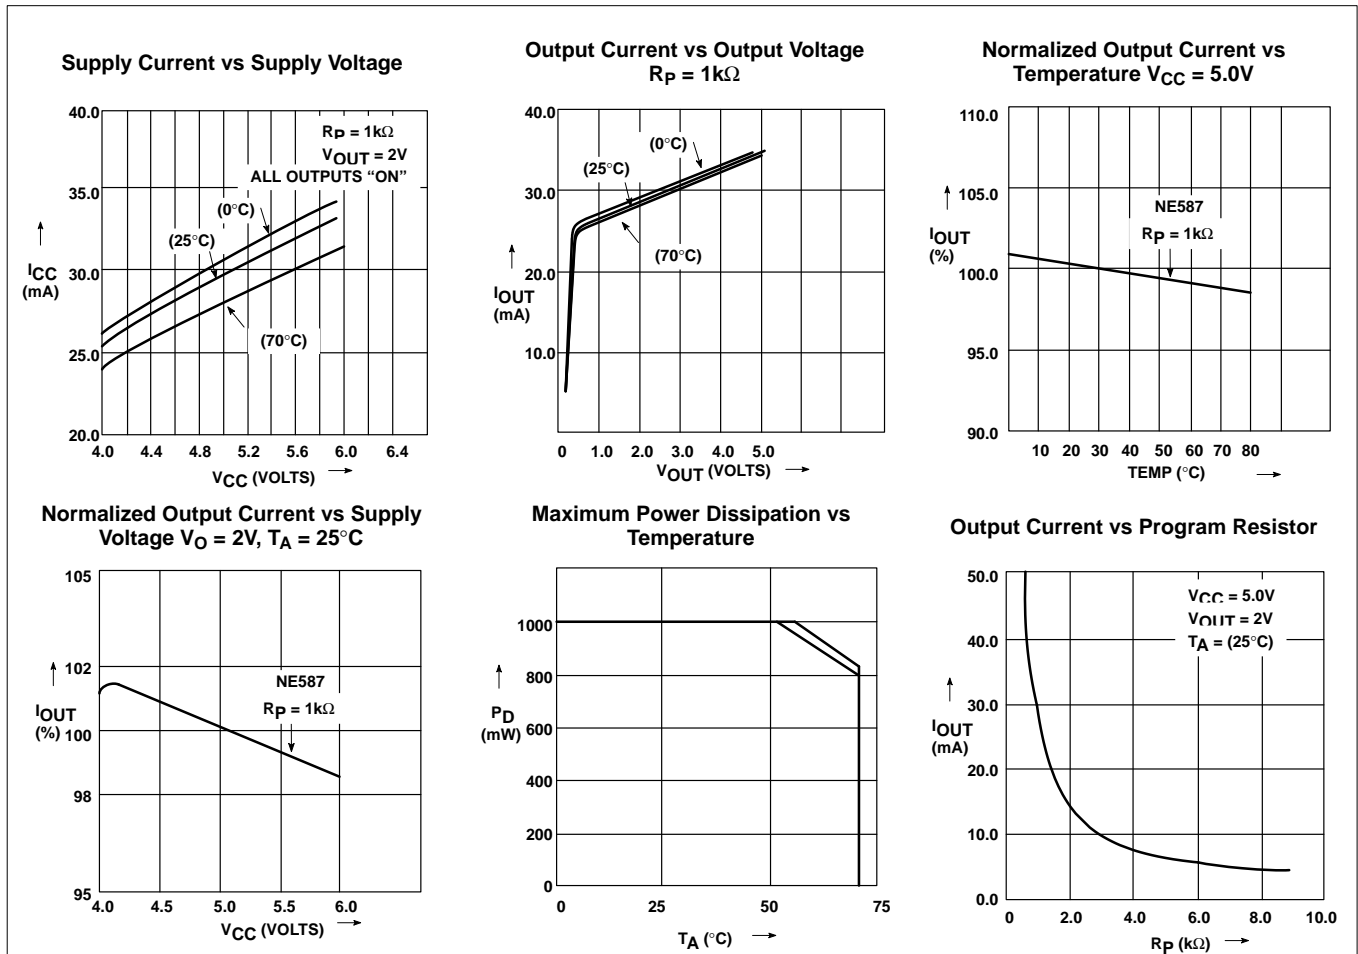 Supply Current vs Supply Voltage
40.0
35.0
30.0
25.0
20.0
ICC
(mA)
RP = 1kΩ
VOUT = 2V
ALL OUTPUTS “ON”
(0°C)
(25°C)
(70°C)
4.0 4.4 4.8 5.2 5.6 6.0 6.4
VCC (VOLTS)
Output Current vs Output Voltage
RP = 1kΩ
40.0
30.0
20.0
10.0
IOUT
(mA)
(0°C)
(25°C)
(70°C)
0 1.0 2.0 3.0 4.0 5.0
VOUT (VOLTS)
Normalized Output Current vs
Temperature VCC = 5.0V
110.0
105.0
100.0
95.0
90.0
IOUT
(%)
NE587
RP = 1kΩ
10 20 30 40 50 60 70 80
TEMP (°C)
Normalized Output Current vs Supply
Voltage VO = 2V, TA = 25°C
105
102
100
98
95
IOUT
(%)
NE587
RP = 1kΩ
4.0 4.5 5.0 5.5 6.0
VCC (VOLTS)
Maximum Power Dissipation vs
Temperature
1000
800
600
400
200
0
PD
(mW)
0 25 50 75
TA (°C)
Output Current vs Program Resistor
50.0
40.0
30.0
20.0
10.0
0.0
IOUT
(mA)
VCC = 5.0V
VOUT = 2V
TA = (25°C)
0 2.0 4.0 6.0 8.0 10.0
RP (kΩ)